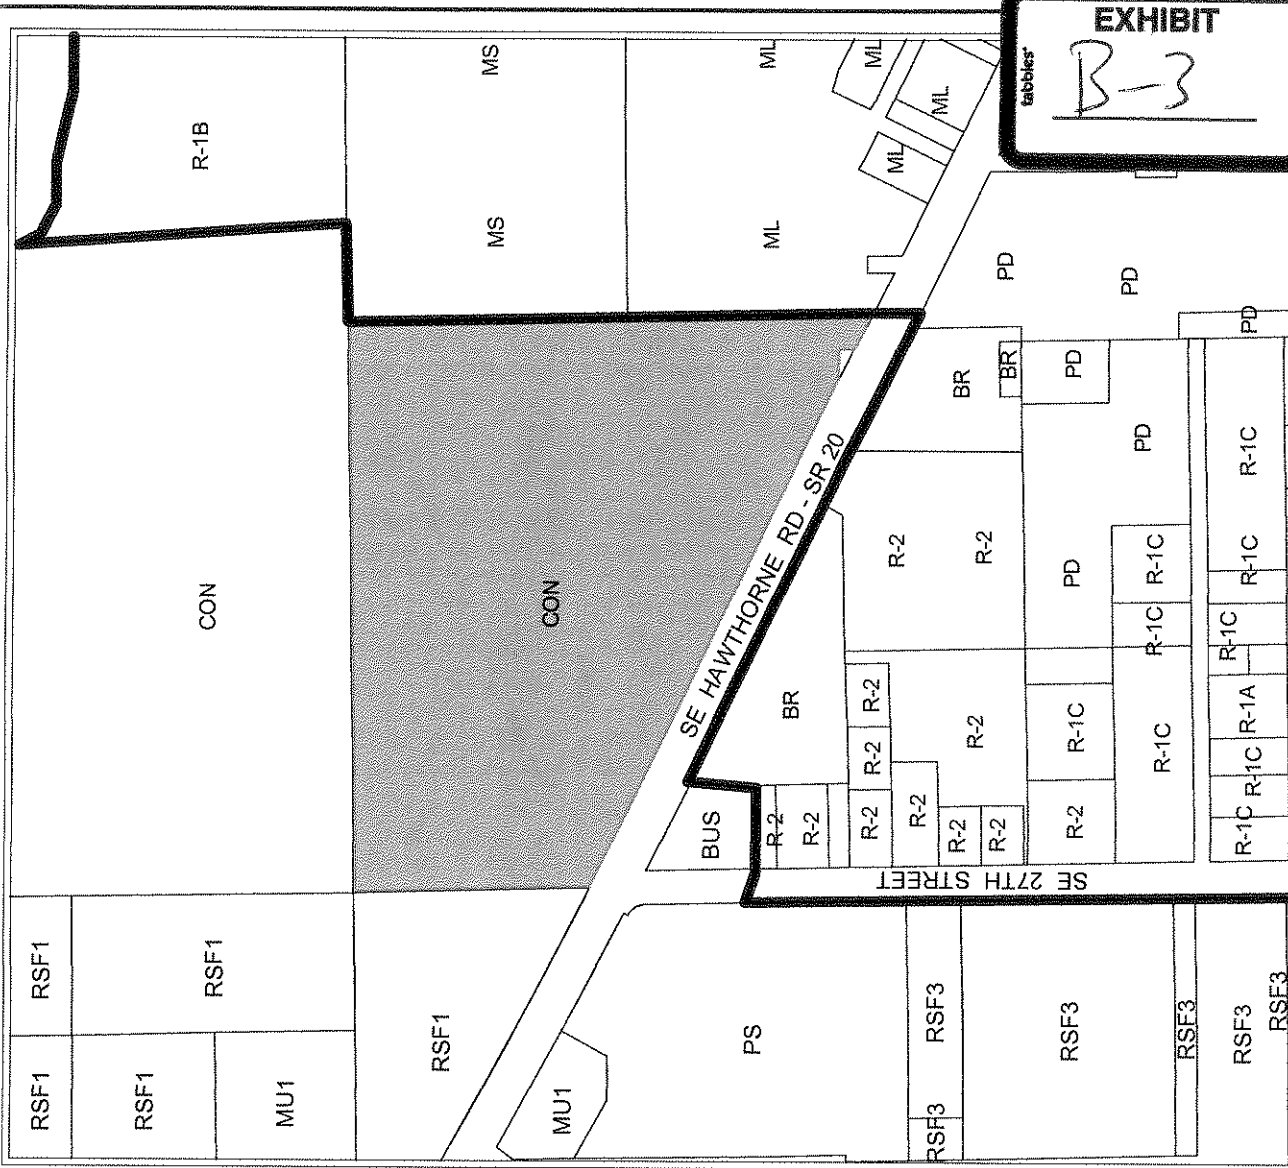 EXHIBIT
tabbies®
B-3
R-1B
MS
ML
ML
ML
ML
MS
ML
PD
PD
PD
CON
CON
SE HAWTHORNE RD - SR 20
BR
BR
PD
PD
R-1C
R-2
R-2
PD
R-1C
R-1C
R-1C
R-1C
BR
R-2
R-2
R-2
R-2
R-1C
R-1C
R-1A
R-1C
R-1C
BUS
R-2
R-2
R-2
R-2
R-2
R-2
R-1C
SE 27TH STREET
RSF1
RSF1
RSF1
RSF1
MU1
RSF1
MU1
PS
RSF3
RSF3
RSF3
RSF3
RSF3
RSF3